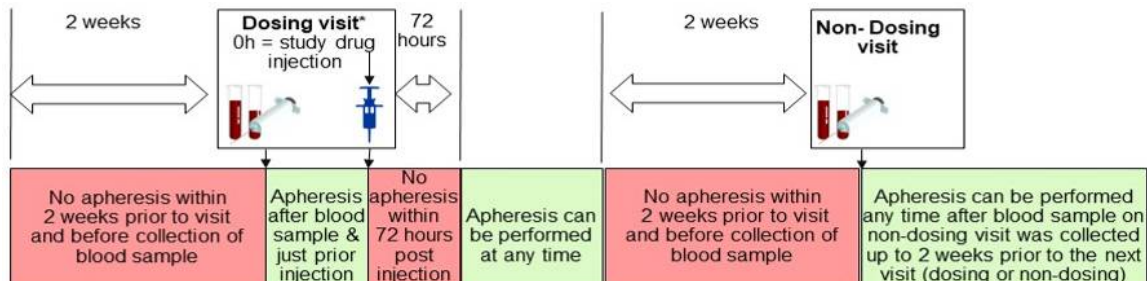 2 weeks
Dosing visit*
0h = study drug
injection
72
hours
2 weeks
Non- Dosing
visit
No apheresis within
2 weeks prior to visit
and before collection of
blood sample
Apheresis
after blood
sample &
just prior
injection
No
apheresis
within
72 hours
post
injection
Apheresis can
be performed
at any time
No apheresis within
2 weeks prior to visit
and before collection of
blood sample
Apheresis can be performed
any time after blood sample on
non-dosing visit was collected
up to 2 weeks prior to the next
visit (dosing or non-dosing)